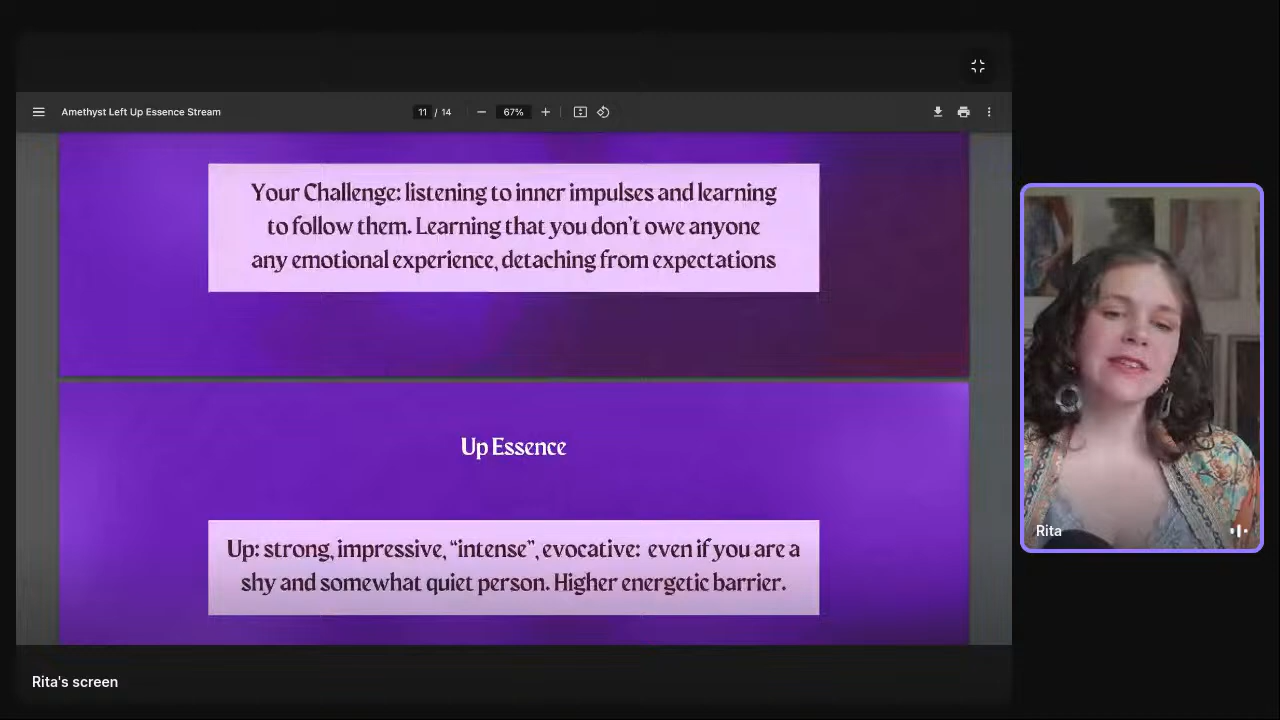 Amethyst Left Up Essence Stream
11 / 14
67%
Your Challenge: listening to inner impulses and learning
to follow them. Learning that you don’t owe anyone
any emotional experience, detaching from expectations
Up Essence
Up: strong, impressive, “intense”, evocative:  even if you are a
shy and somewhat quiet person. Higher energetic barrier.
Rita
Rita's screen